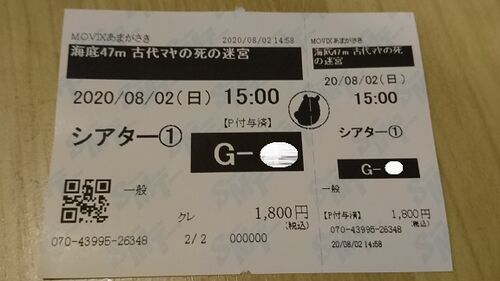 MOVIXあまがさき
2020/08/02 14:58
海底47m 古代マヤの死の迷宮
2020/08/02(日) 15:00
【P付与済】
シアター①
G-
一般
クレ
1,800円
(税込)
070-43995-26348
2/2
000000
MOVIXあまがさき
海底47m 古代マヤの死
の迷宮
20/08/02(日)
15:00
シアター①
G-
一般
【P付与済】
1,800円
(税込)
070-43995-26348
20/08/02 14:58